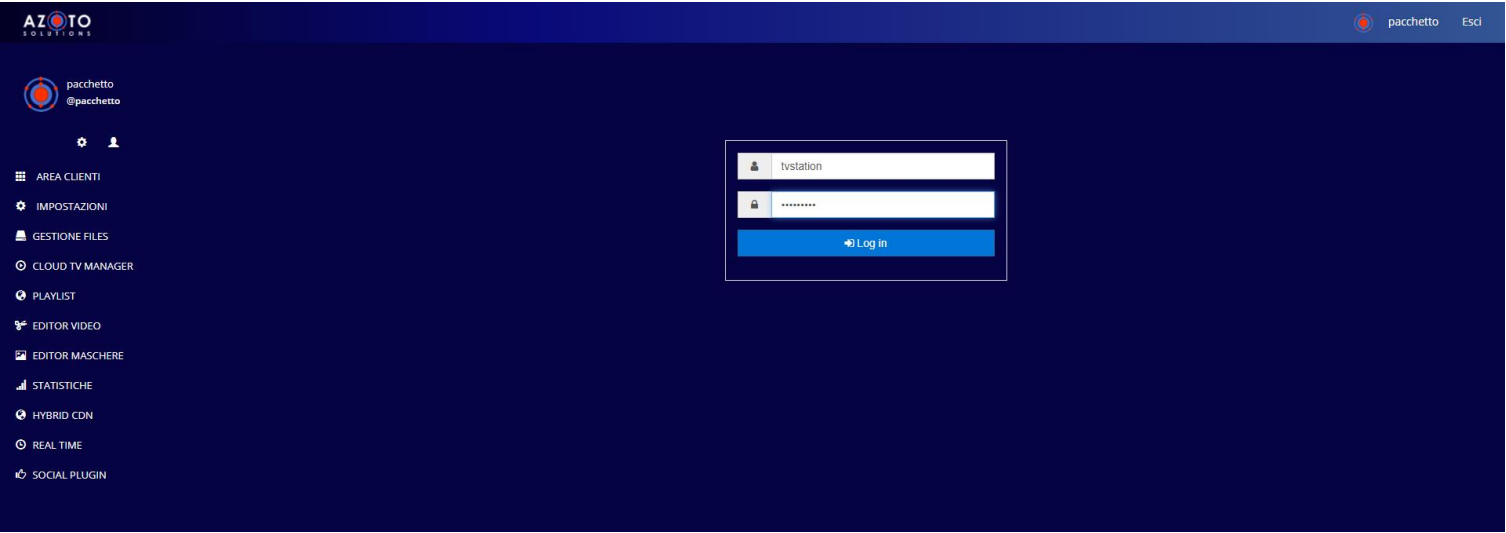 AZOTO
SOLUTIONS
pacchetto
Esci
pacchetto
@pacchetto
AREA CLIENTI
IMPOSTAZIONI
GESTIONE FILES
CLOUD TV MANAGER
PLAYLIST
EDITOR VIDEO
EDITOR MASCHERE
STATISTICHE
HYBRID CDN
REAL TIME
SOCIAL PLUGIN
tvstation
•••••••••
Log in